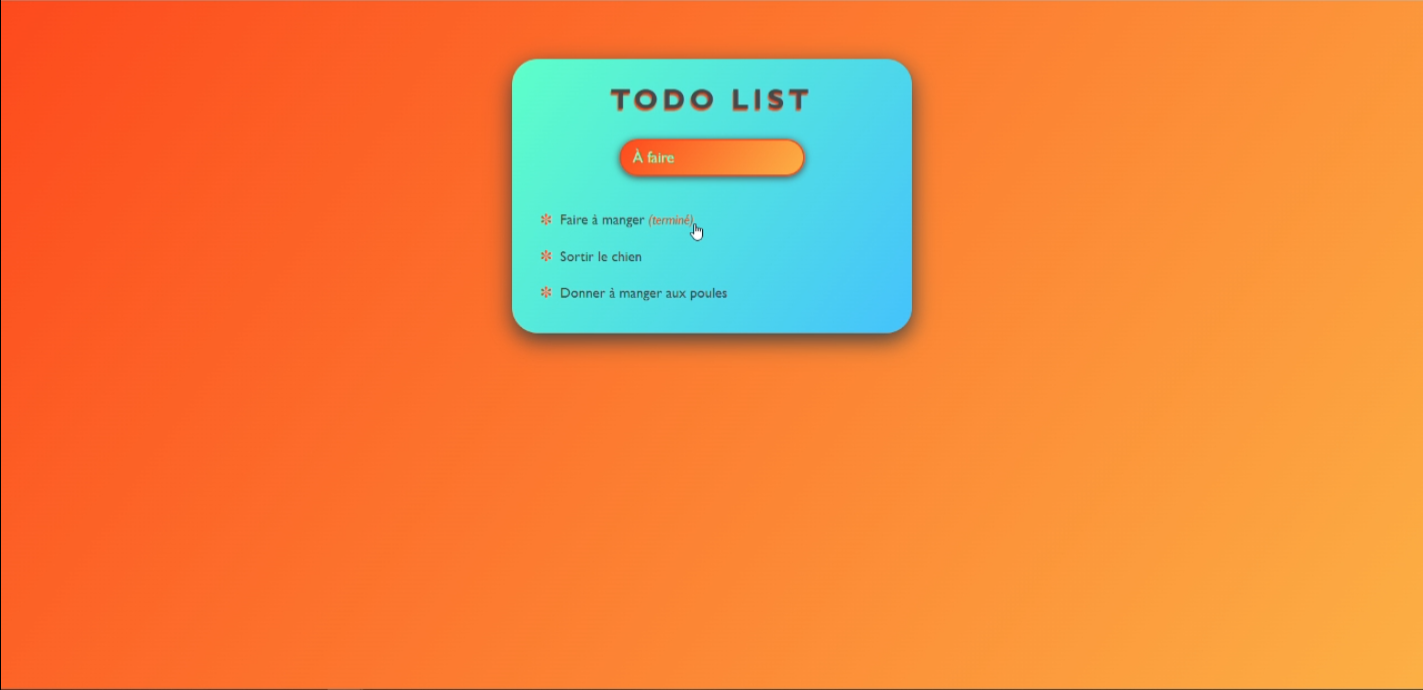 TODO LIST
À faire
✼ Faire à manger (terminé)
✼ Sortir le chien
✼ Donner à manger aux poules